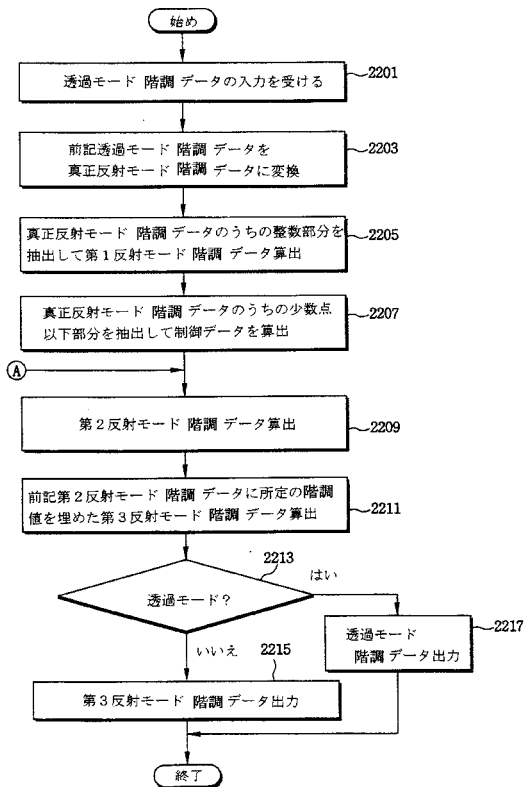 始め
透過モード 階調 データの入力を受ける
2201
前記透過モード 階調 データを
真正反射モード 階調 データに変換
2203
真正反射モード 階調 データのうちの整数部分を
抽出して第1反射モード 階調 データ算出
2205
真正反射モード 階調 データのうちの少数点
以下部分を抽出して制御データを算出
2207
A
第2反射モード 階調 データ算出
2209
前記第2反射モード 階調 データに所定の階調
値を埋めた第3反射モード 階調 データ算出
2211
2213
透過モード？
はい
いいえ
2215
透過モード
階調 データ出力
2217
第3反射モード 階調 データ出力
終了